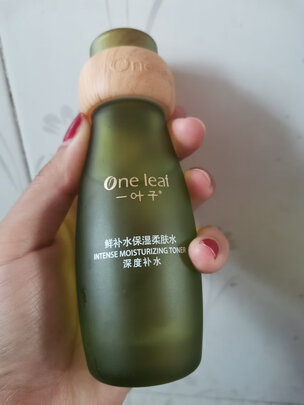 One
One leaf
一叶子®
鲜补水保湿柔肤水
INTENSE MOISTURIZING TONER
深度补水